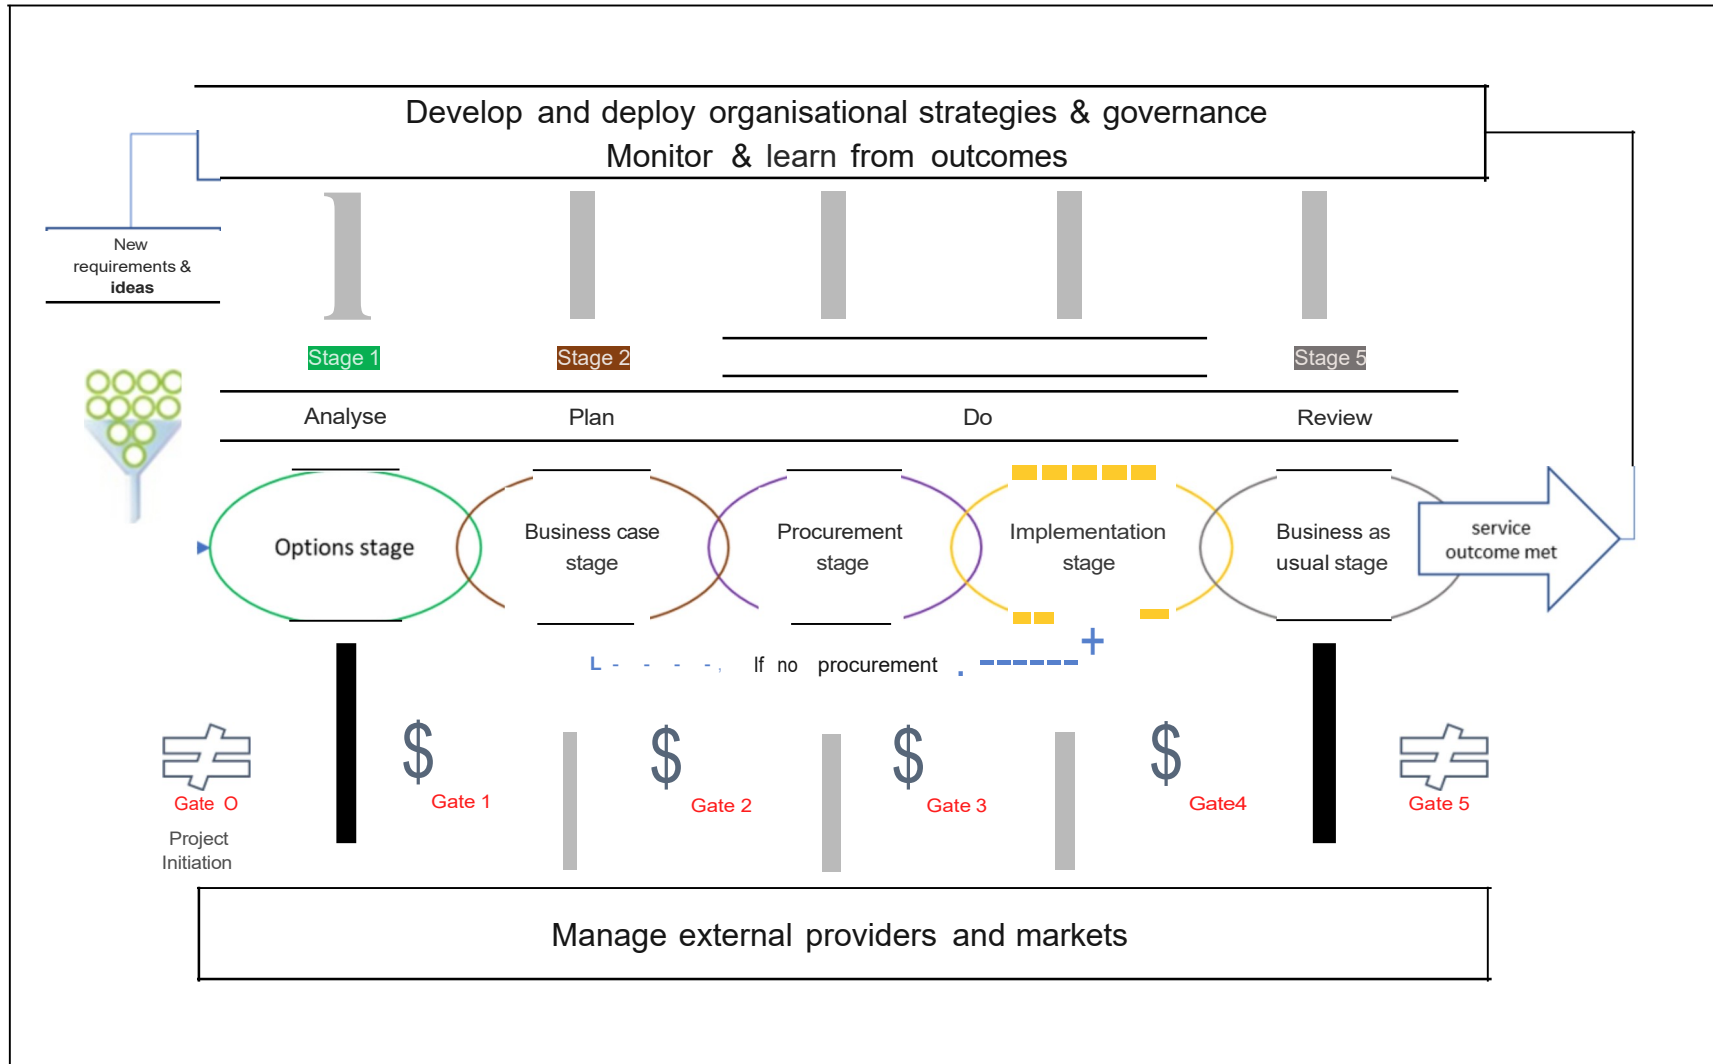 Develop and deploy organisational strategies & governance
Monitor & learn from outcomes
New
requirements &
ideas
Stage 1
Stage 2
Stage 5
Analyse
Plan
Do
Review
Options stage
Business case
stage
Procurement
stage
Implementation
stage
Business as
usual stage
service
outcome met
If no procurement
$
$
$
$
Gate O
Gate 1
Gate 2
Gate 3
Gate4
Gate 5
Project
Initiation
Manage external providers and markets